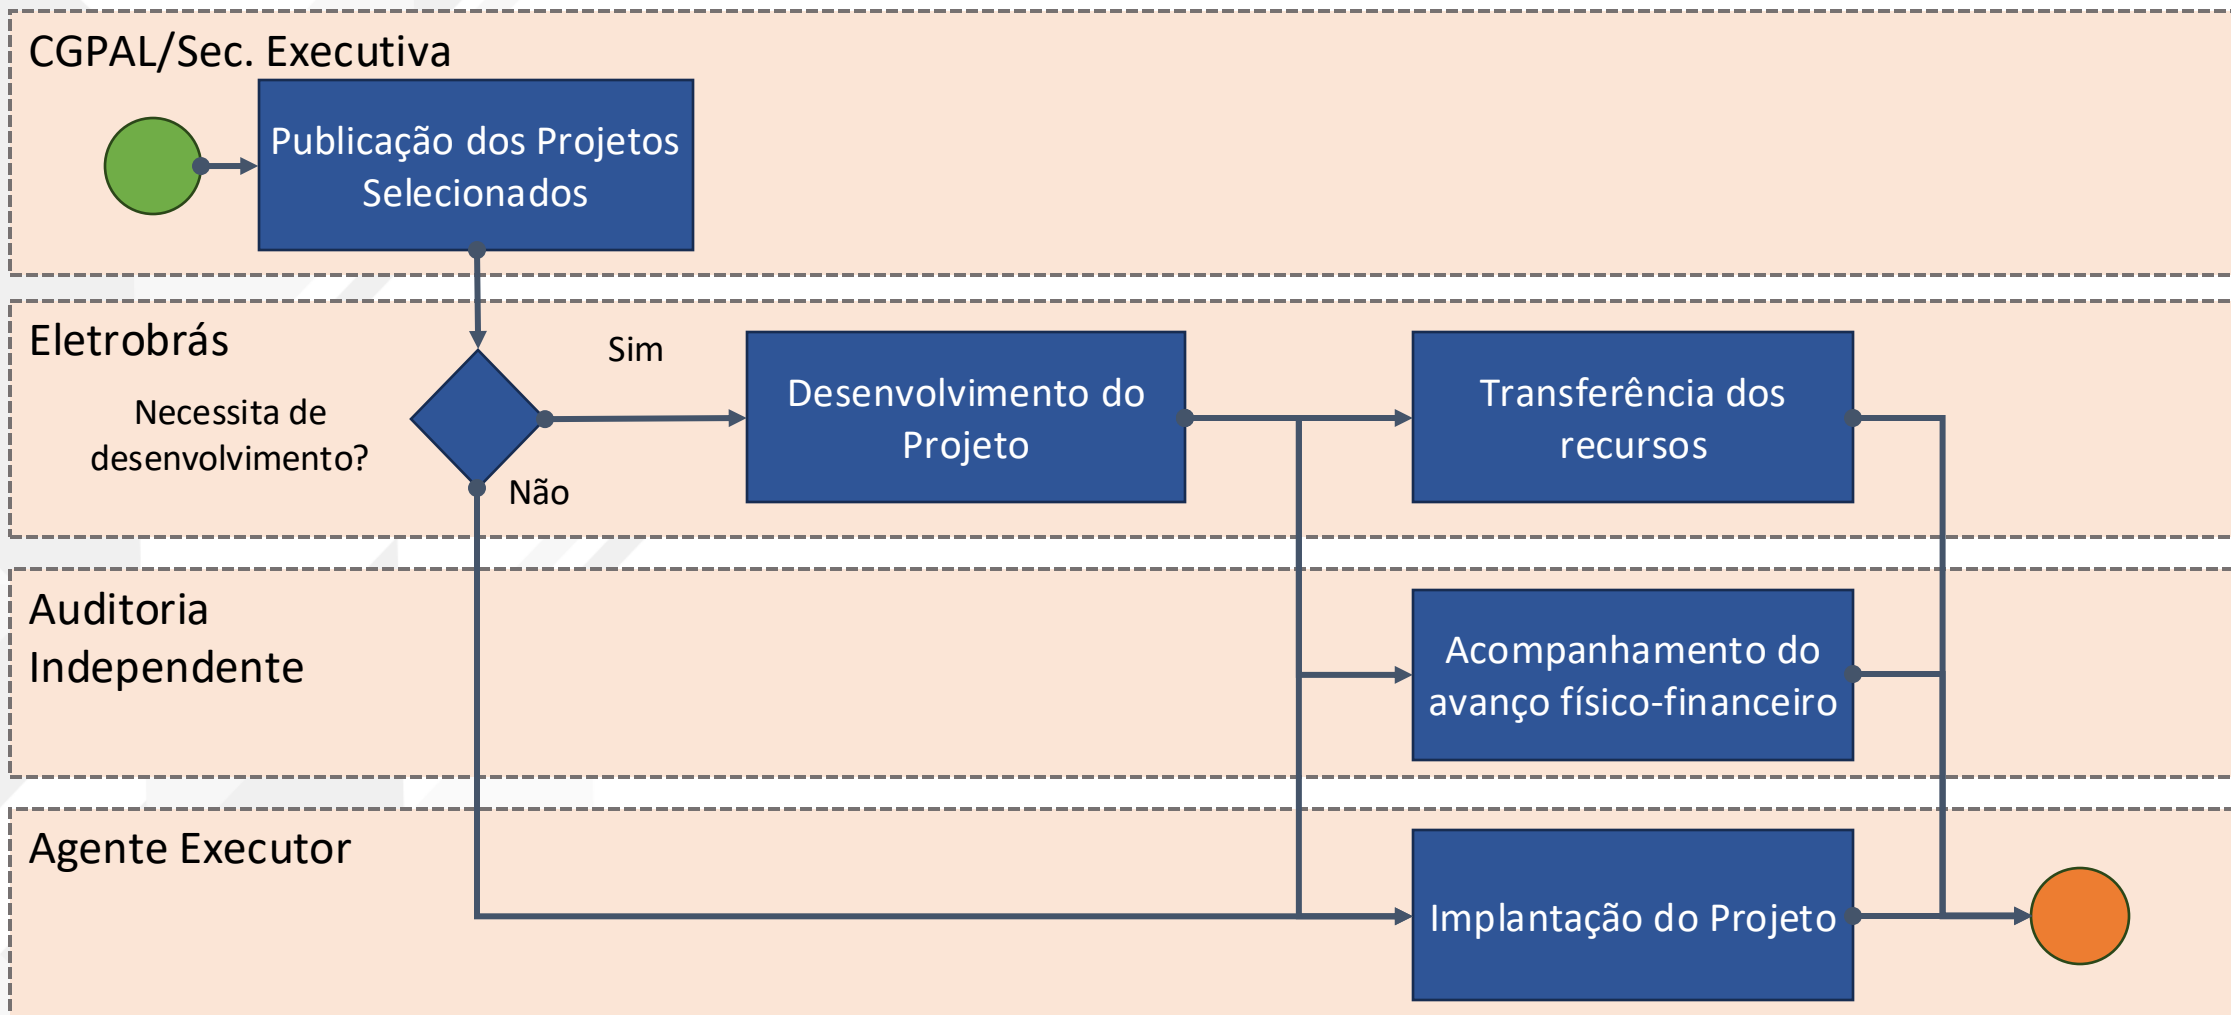 CGPAL/Sec. Executiva
Publicação dos Projetos
Selecionados
Eletrobrás
Necessita de
desenvolvimento?
Sim
Não
Desenvolvimento do
Projeto
Transferência dos
recursos
Auditoria
Independente
Acompanhamento do
avanço físico-financeiro
Agente Executor
Implantação do Projeto